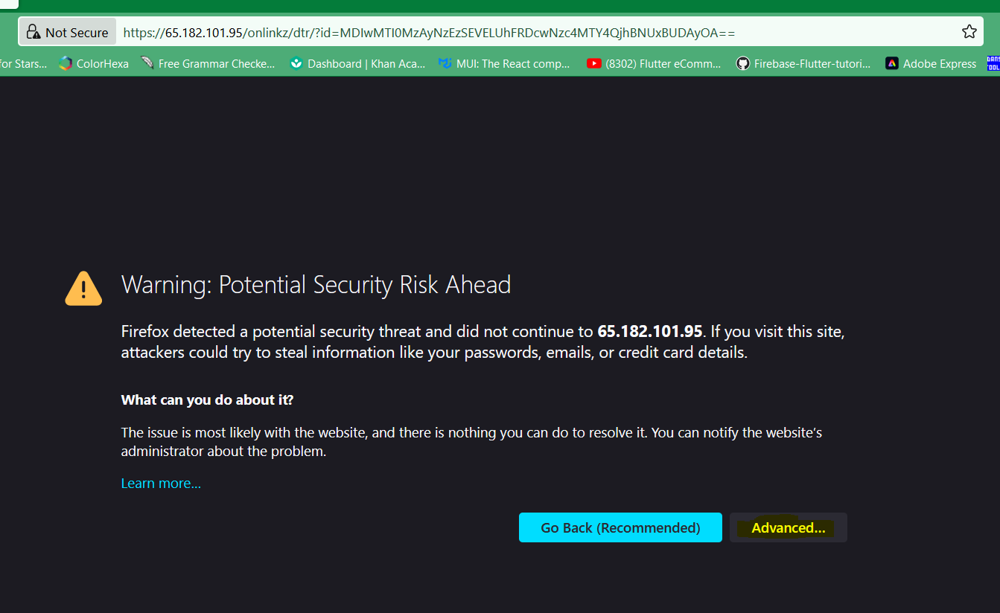 Not Secure https://65.182.101.95/onlinkz/dtr/?id=MDIwMTI0MzAyNzEzSEVELUhFRDcwNzc4MTY4QjhBNUxBUDAyOA==
for Stars... ColorHexa Free Grammar Checke... Dashboard | Khan Aca... MUI: The React comp... (8302) Flutter eComm... Firebase-Flutter-tutori... Adobe Express
Warning: Potential Security Risk Ahead
Firefox detected a potential security threat and did not continue to 65.182.101.95. If you visit this site,
attackers could try to steal information like your passwords, emails, or credit card details.
What can you do about it?
The issue is most likely with the website, and there is nothing you can do to resolve it. You can notify the website’s
administrator about the problem.
Learn more...
Go Back (Recommended) Advanced...